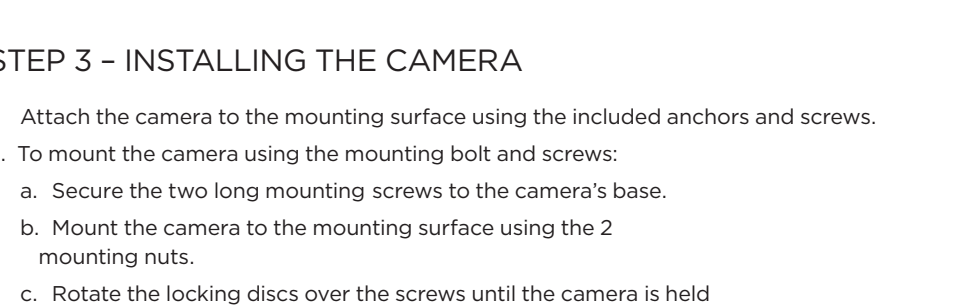 STEP 3 – INSTALLING THE CAMERA
Attach the camera to the mounting surface using the included anchors and screws.
. To mount the camera using the mounting bolt and screws:
a. Secure the two long mounting screws to the camera’s base.
b. Mount the camera to the mounting surface using the 2
mounting nuts.
c. Rotate the locking discs over the screws until the camera is held